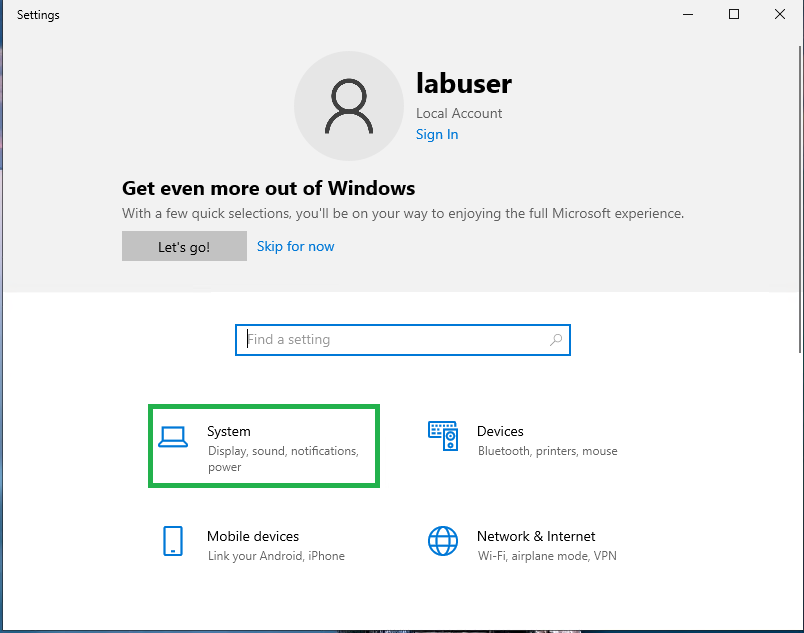 Settings
labuser
Local Account
Sign In
Get even more out of Windows
With a few quick selections, you'll be on your way to enjoying the full Microsoft experience.
Let's go!
Skip for now
Find a setting
System
Display, sound, notifications,
power
Devices
Bluetooth, printers, mouse
Mobile devices
Link your Android, iPhone
Network & Internet
Wi-Fi, airplane mode, VPN